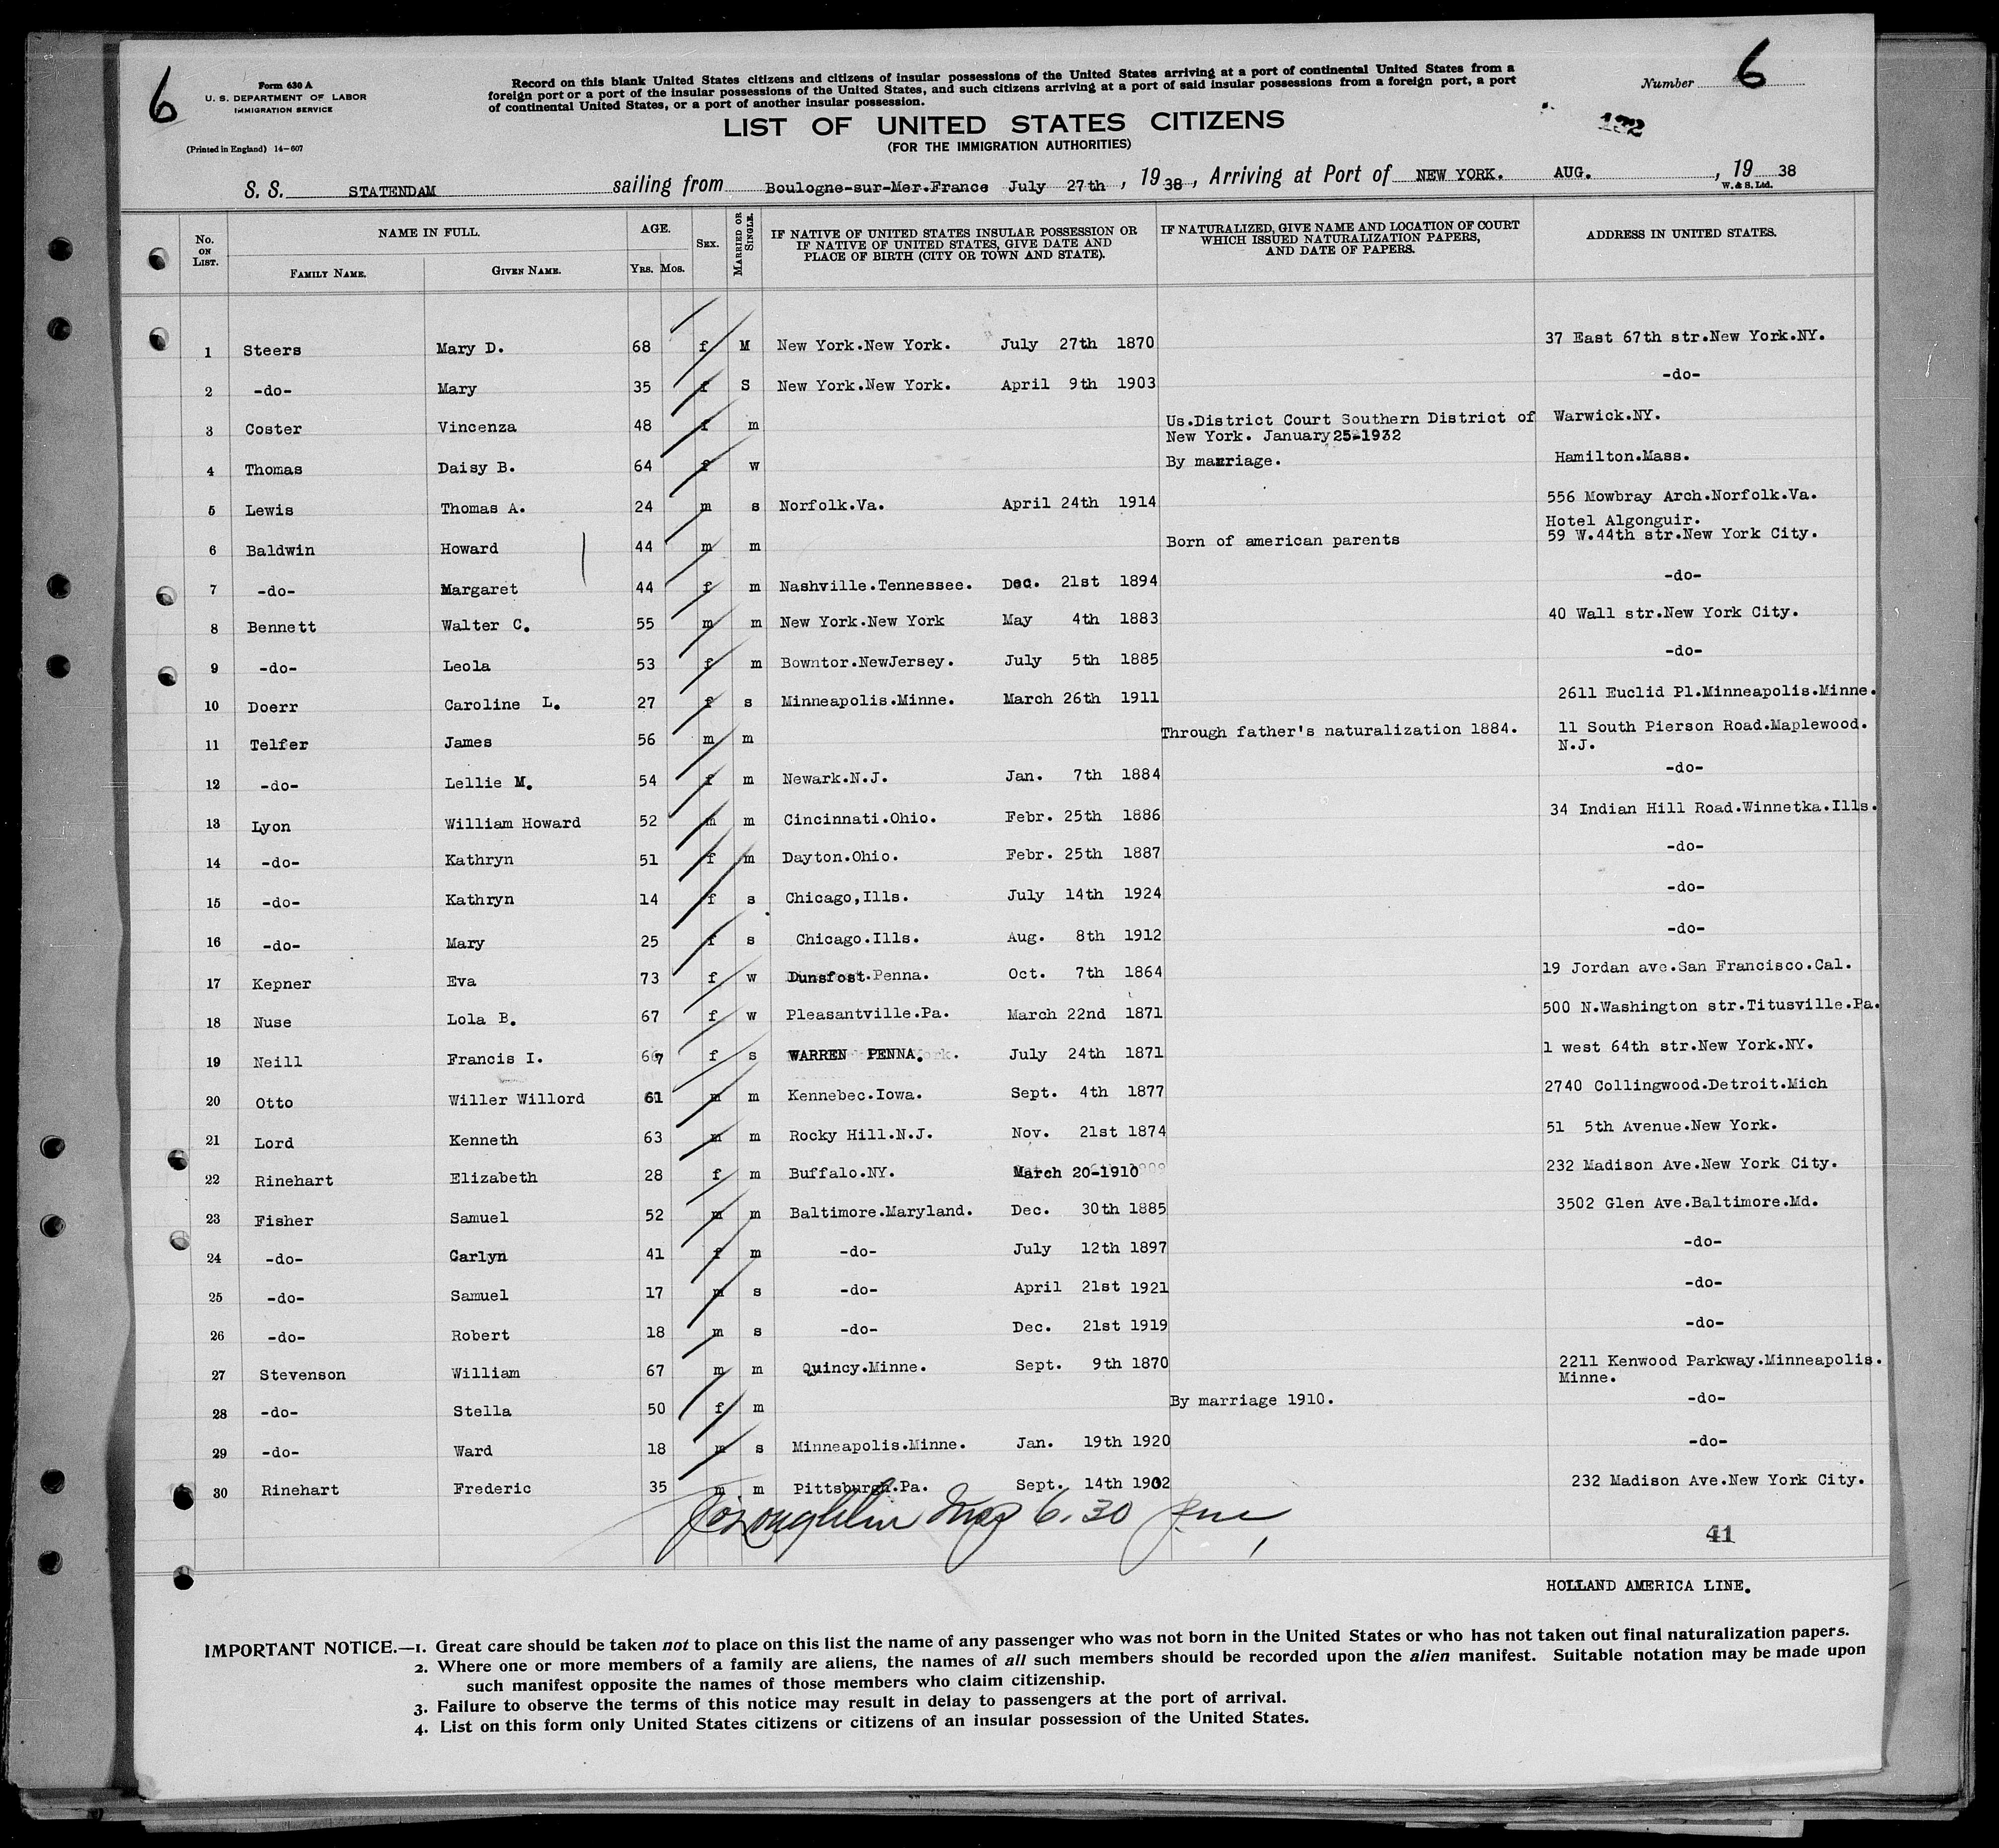 6
Form 630 A
U. S. DEPARTMENT OF LABOR
IMMIGRATION SERVICE
(Printed in England) 14-607
Record on this blank United States citizens and citizens of insular possessions of the United States arriving at a port of continental United States from a
foreign port or a port of the insular possessions of the United States, and such citizens arriving at a port of said insular possessions from a foreign port, a port
of continental United States, or a port of another insular possession.
Number 6
LIST OF UNITED STATES CITIZENS
(FOR THE IMMIGRATION AUTHORITIES)
132
S. S. STATENDAM sailing from Boulogne-sur-Mer.France July 27th, 1938, Arriving at Port of NEW YORK. AUG., 19 38
W. & S. Ltd.
No. ON LIST. NAME IN FULL. FAMILY NAME. GIVEN NAME. AGE. YRS. MOS. SEX. MARRIED OR SINGLE. IF NATIVE OF UNITED STATES INSULAR POSSESSION OR IF NATIVE OF UNITED STATES, GIVE DATE AND PLACE OF BIRTH (CITY OR TOWN AND STATE). IF NATURALIZED, GIVE NAME AND LOCATION OF COURT WHICH ISSUED NATURALIZATION PAPERS, AND DATE OF PAPERS. ADDRESS IN UNITED STATES.
1 Steers Mary D. 68 f M New York.New York. July 27th 1870 37 East 67th str.New York.NY.
2 -do- Mary 35 f S New York.New York. April 9th 1903 -do-
3 Coster Vincenza 48 f m Us.District Court Southern District of New York. January 25-1932 Warwick.NY.
4 Thomas Daisy B. 64 f w By marriage. Hamilton.Mass.
5 Lewis Thomas A. 24 m s Norfolk.Va. April 24th 1914 556 Mowbray Arch.Norfolk.Va.
6 Baldwin Howard 44 m m Born of american parents Hotel Algonguir. 59 W.44th str.New York City.
7 -do- Margaret 44 f m Nashville.Tennessee. Dec. 21st 1894 -do-
8 Bennett Walter C. 55 m m New York.New York May 4th 1883 40 Wall str.New York City.
9 -do- Leola 53 f m Bowntor.NewJersey. July 5th 1885 -do-
10 Doerr Caroline L. 27 f s Minneapolis.Minne. March 26th 1911 2611 Euclid Pl.Minneapolis.Minne.
11 Telfer James 56 m m Through father's naturalization 1884. 11 South Pierson Road.Maplewood. N.J.
12 -do- Lellie M. 54 f m Newark.N.J. Jan. 7th 1884 -do-
13 Lyon William Howard 52 m m Cincinnati.Ohio. Febr. 25th 1886 34 Indian Hill Road.Winnetka.Ills.
14 -do- Kathryn 51 f m Dayton.Ohio. Febr. 25th 1887 -do-
15 -do- Kathryn 14 f s Chicago,Ills. July 14th 1924 -do-
16 -do- Mary 25 f s Chicago.Ills. Aug. 8th 1912 -do-
17 Kepner Eva 73 f w Dunsfost.Penna. Oct. 7th 1864 19 Jordan ave.San Francisco.Cal.
18 Nuse Lola B. 67 f w Pleasantville.Pa. March 22nd 1871 500 N.Washington str.Titusville.Pa.
19 Neill Francis I. 67 f s WARREN PENNA. July 24th 1871 1 west 64th str.New York.NY.
20 Otto Willer Willord 61 m m Kennebec.Iowa. Sept. 4th 1877 2740 Collingwood.Detroit.Mich
21 Lord Kenneth 63 m m Rocky Hill.N.J. Nov. 21st 1874 51 5th Avenue.New York.
22 Rinehart Elizabeth 28 f m Buffalo.NY. March 20-1910 232 Madison Ave.New York City.
23 Fisher Samuel 52 m m Baltimore.Maryland. Dec. 30th 1885 3502 Glen Ave.Baltimore.Md.
24 -do- Carlyn 41 f m -do- July 12th 1897 -do-
25 -do- Samuel 17 m s -do- April 21st 1921 -do-
26 -do- Robert 18 m s -do- Dec. 21st 1919 -do-
27 Stevenson William 67 m m Quincy.Minne. Sept. 9th 1870 2211 Kenwood Parkway.Minneapolis. Minne.
28 -do- Stella 50 f m By marriage 1910. -do-
29 -do- Ward 18 m s Minneapolis.Minne. Jan. 19th 1920 -do-
30 Rinehart Frederic 35 m m Pittsburgh.Pa. Sept. 14th 1902 232 Madison Ave.New York City.
6.30
41
HOLLAND AMERICA LINE.
IMPORTANT NOTICE.—1. Great care should be taken not to place on this list the name of any passenger who was not born in the United States or who has not taken out final naturalization papers.
2. Where one or more members of a family are aliens, the names of all such members should be recorded upon the alien manifest. Suitable notation may be made upon
such manifest opposite the names of those members who claim citizenship.
3. Failure to observe the terms of this notice may result in delay to passengers at the port of arrival.
4. List on this form only United States citizens or citizens of an insular possession of the United States.